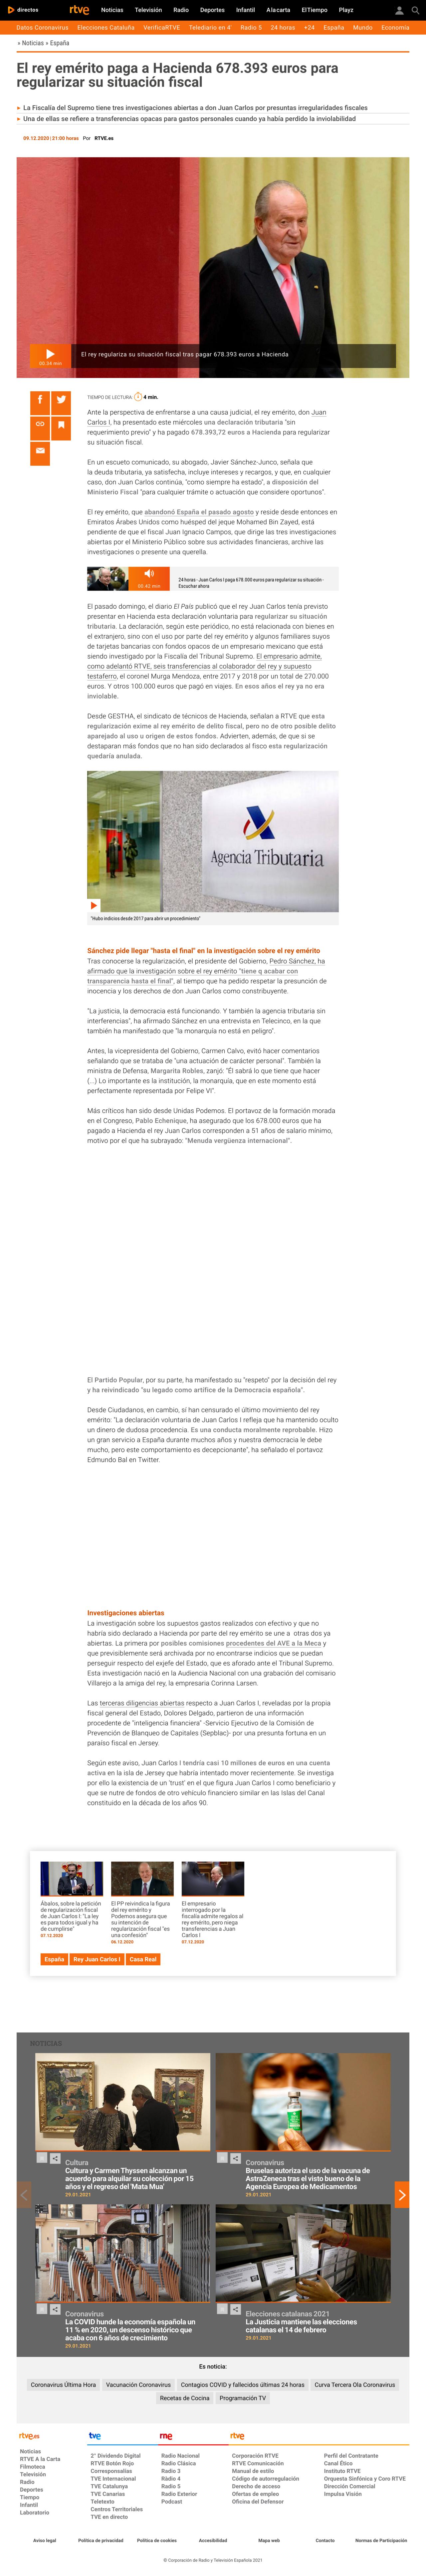 directos
rtve
Noticias Televisión Radio Deportes Infantil A la carta El Tiempo Playz
Datos Coronavirus Elecciones Cataluña VerificaRTVE Telediario en 4' Radio 5 24 horas +24 España Mundo Economía
» Noticias » España
El rey emérito paga a Hacienda 678.393 euros para
regularizar su situación fiscal
La Fiscalía del Supremo tiene tres investigaciones abiertas a don Juan Carlos por presuntas irregularidades fiscales
Una de ellas se refiere a transferencias opacas para gastos personales cuando ya había perdido la inviolabilidad
09.12.2020 | 21:00 horas Por RTVE.es
El rey regulariza su situación fiscal tras pagar 678.393 euros a Hacienda
00.34 min
TIEMPO DE LECTURA 4 min.
Ante la perspectiva de enfrentarse a una causa judicial, el rey emérito, don Juan
Carlos I, ha presentado este miércoles una declaración tributaria "sin
requerimiento previo" y ha pagado 678.393,72 euros a Hacienda para regularizar
su situación fiscal.
En un escueto comunicado, su abogado, Javier Sánchez-Junco, señala que
la deuda tributaria, ya satisfecha, incluye intereses y recargos, y que, en cualquier
caso, don Juan Carlos continúa, "como siempre ha estado", a disposición del
Ministerio Fiscal "para cualquier trámite o actuación que considere oportunos".
El rey emérito, que abandonó España el pasado agosto y reside desde entonces en
Emiratos Árabes Unidos como huésped del jeque Mohamed Bin Zayed, está
pendiente de que el fiscal Juan Ignacio Campos, que dirige las tres investigaciones
abiertas por el Ministerio Público sobre sus actividades financieras, archive las
investigaciones o presente una querella.
00.43 min
24 horas - Juan Carlos I paga 678.000 euros para regularizar su situación -
Escuchar ahora
El pasado domingo, el diario El País publicó que el rey Juan Carlos tenía previsto
presentar en Hacienda esta declaración voluntaria para regularizar su situación
tributaria. La declaración, según este periódico, no está relacionada con bienes en
el extranjero, sino con el uso por parte del rey emérito y algunos familiares suyos
de tarjetas bancarias con fondos opacos de un empresario mexicano que está
siendo investigado por la Fiscalía del Tribunal Supremo. El empresario admite,
como adelantó RTVE, seis transferencias al colaborador del rey y supuesto
testaferro, el coronel Murga Mendoza, entre 2017 y 2018 por un total de 270.000
euros. Y otros 100.000 euros que pagó en viajes. En esos años el rey ya no era
inviolable.
Desde GESTHA, el sindicato de técnicos de Hacienda, señalan a RTVE que esta
regularización exime al rey emérito de delito fiscal, pero no de otro posible delito
aparejado al uso u origen de estos fondos. Advierten, además, de que si se
destaparan más fondos que no han sido declarados al fisco esta regularización
quedaría anulada.
Agencia Tributaria
"Hubo indicios desde 2017 para abrir un procedimiento"
Sánchez pide llegar "hasta el final" en la investigación sobre el rey emérito
Tras conocerse la regularización, el presidente del Gobierno, Pedro Sánchez, ha
afirmado que la investigación sobre el rey emérito "tiene q acabar con
transparencia hasta el final", al tiempo que ha pedido respetar la presunción de
inocencia y los derechos de don Juan Carlos como constribuyente.
"La justicia, la democracia está funcionando. Y también la agencia tributaria sin
interferencias", ha afirmado Sánchez en una entrevista en Telecinco, en la que
también ha manifestado que "la monarquía no está en peligro".
Antes, la vicepresidenta del Gobierno, Carmen Calvo, evitó hacer comentarios
señalando que se trataba de una actuación "de carácter personal". También la
ministra de Defensa, Margarita Robles, zanjó: "Él sabrá lo que tiene que hacer
(...) Lo importante es la institución, la monarquía, que en este momento está
perfectamente representada por Felipe VI".
Más críticos han sido desde Unidas Podemos. El portavoz de la formación morada
en el Congreso, Pablo Echenique, ha asegurado que los 678.000 euros que ha
pagado a Hacienda el rey Juan Carlos corresponden a 51 años de salario mínimo,
motivo por el que ha subrayado: "Menuda vergüenza internacional".
El Partido Popular, por su parte, ha manifestado su "respeto" por la decisión del rey
y ha reivindicado "su legado como artífice de la Democracia española".
Desde Ciudadanos, en cambio, sí han censurado el último movimiento del rey
emérito: "La declaración voluntaria de Juan Carlos I refleja que ha mantenido oculto
un dinero de dudosa procedencia. Es una conducta moralmente reprobable. Hizo
un gran servicio a España durante muchos años y nuestra democracia le debe
mucho, pero este comportamiento es decepcionante", ha señalado el portavoz
Edmundo Bal en Twitter.
Investigaciones abiertas
La investigación sobre los supuestos gastos realizados con efectivo y que no
habría sido declarado a Hacienda por parte del rey emérito se une a otras dos ya
abiertas. La primera por posibles comisiones procedentes del AVE a la Meca y
que previsiblemente será archivada por no encontrarse indicios que se puedan
perseguir respecto del exjefe del Estado, que es aforado ante el Tribunal Supremo.
Esta investigación nació en la Audiencia Nacional con una grabación del comisario
Villarejo a la amiga del rey, la empresaria Corinna Larsen.
Las terceras diligencias abiertas respecto a Juan Carlos I, reveladas por la propia
fiscal general del Estado, Dolores Delgado, partieron de una información
procedente de "inteligencia financiera" -Servicio Ejecutivo de la Comisión de
Prevención de Blanqueo de Capitales (Sepblac)- por una presunta fortuna en un
paraíso fiscal en Jersey.
Según este aviso, Juan Carlos I tendría casi 10 millones de euros en una cuenta
activa en la isla de Jersey que habría intentado mover recientemente. Se investiga
por ello la existencia de un 'trust' en el que figura Juan Carlos I como beneficiario y
que se nutre de fondos de otro vehículo financiero similar en las Islas del Canal
constituido en la década de los años 90.
Ábalos, sobre la petición
de regularización fiscal
de Juan Carlos I: "La ley
es para todos igual y ha
de cumplirse"
07.12.2020
El PP reivindica la figura
del rey emérito y
Podemos asegura que
su intención de
regularización fiscal "es
una confesión"
06.12.2020
El empresario
interrogado por la
fiscalía admite regalos al
rey emérito, pero niega
transferencias a Juan
Carlos I
07.12.2020
España Rey Juan Carlos I Casa Real
NOTICIAS
Cultura
Cultura y Carmen Thyssen alcanzan un
acuerdo para alquilar su colección por 15
años y el regreso del 'Mata Mua'
29.01.2021
Coronavirus
Bruselas autoriza el uso de la vacuna de
AstraZeneca tras el visto bueno de la
Agencia Europea de Medicamentos
29.01.2021
Coronavirus
La COVID hunde la economía española un
11 % en 2020, un descenso histórico que
acaba con 6 años de crecimiento
29.01.2021
Elecciones catalanas 2021
La Justicia mantiene las elecciones
catalanas el 14 de febrero
29.01.2021
Es noticia:
Coronavirus Última Hora Vacunación Coronavirus Contagios COVID y fallecidos últimas 24 horas Curva Tercera Ola Coronavirus
Recetas de Cocina Programación TV
rtve.es
Noticias
RTVE A la Carta
Filmoteca
Televisión
Radio
Deportes
Tiempo
Infantil
Laboratorio
tve
2" Dividendo Digital
RTVE Botón Rojo
Corresponsalías
TVE Internacional
TVE Catalunya
TVE Canarias
Teletexto
Centros Territoriales
TVE en directo
rne
Radio Nacional
Radio Clásica
Radio 3
Ràdio 4
Radio 5
Radio Exterior
Podcast
rtve
Corporación RTVE
RTVE Comunicación
Manual de estilo
Código de autorregulación
Derecho de acceso
Ofertas de empleo
Oficina del Defensor
Perfil del Contratante
Canal Ético
Instituto RTVE
Orquesta Sinfónica y Coro RTVE
Dirección Comercial
Impulsa Visión
Aviso legal Política de privacidad Política de cookies Accesibilidad Mapa web Contacto Normas de Participación
© Corporación de Radio y Televisión Española 2021